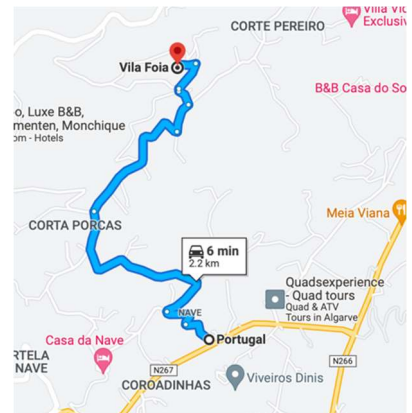 Villa Vic
Exclusiv
CORTE PEREIRO
Vila Foia
B&B Casa do So
o, Luxe B&B,
menten, Monchique
om - Hotels
Meia Viana
CORTA PORCAS
6 min
2.2 km
Quadsexperience
- Quad tours
Quad & ATV
Tours in Algarve
NAVE
Portugal
Casa da Nave
RTELA
NAVE
N267
N266
COROADINHAS
Viveiros Dinis